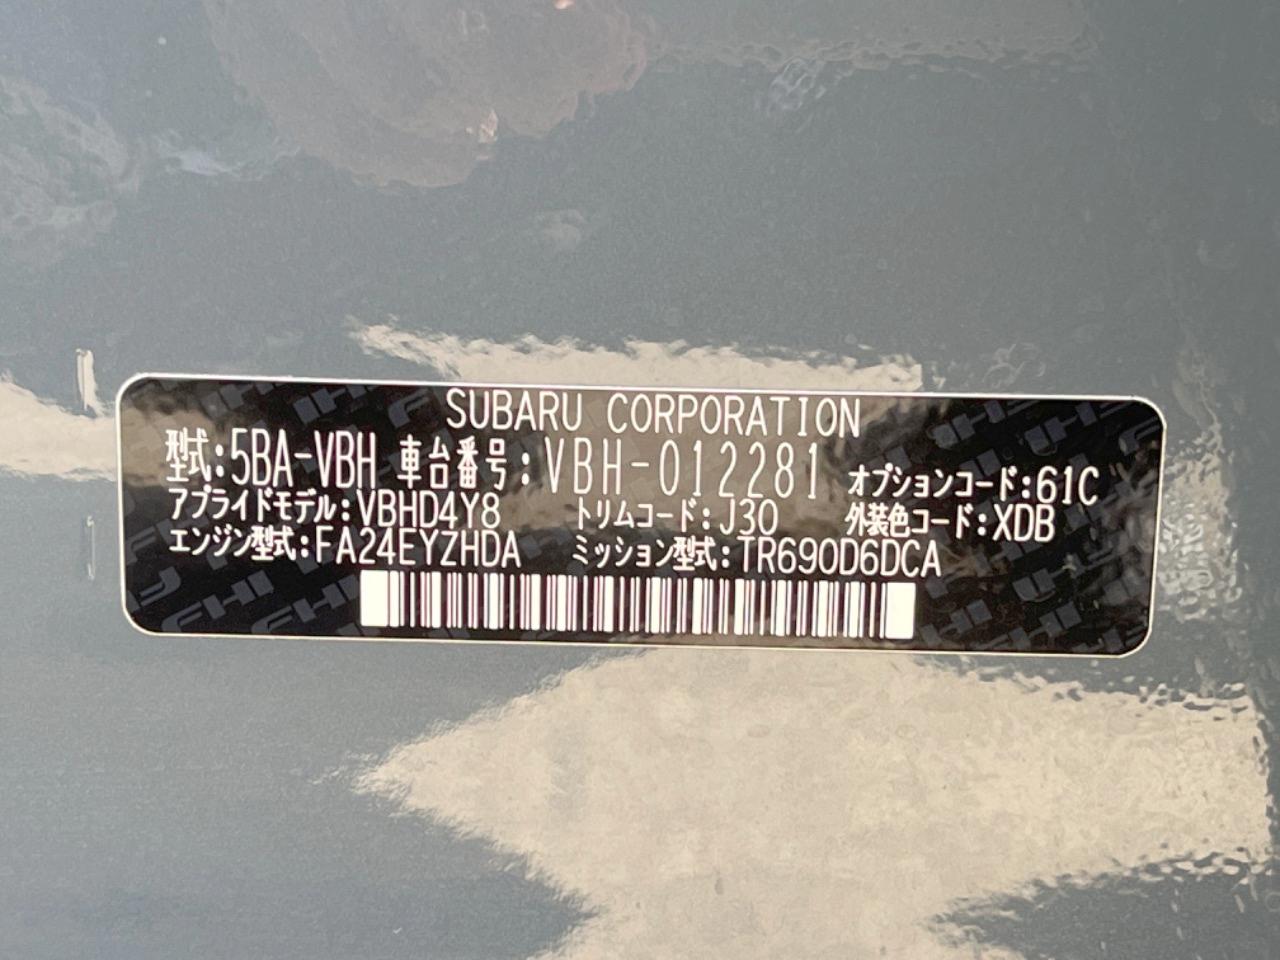 SUBARU CORPORATION
型式:5BA-VBH 車台番号:VBH-012281 オプションコード:61C
アプライドモデル:VBHD4Y8 トリムコード:J30 外装色コード:XDB
エンジン型式:FA24EYZHDA ミッション型式:TR690D6DCA